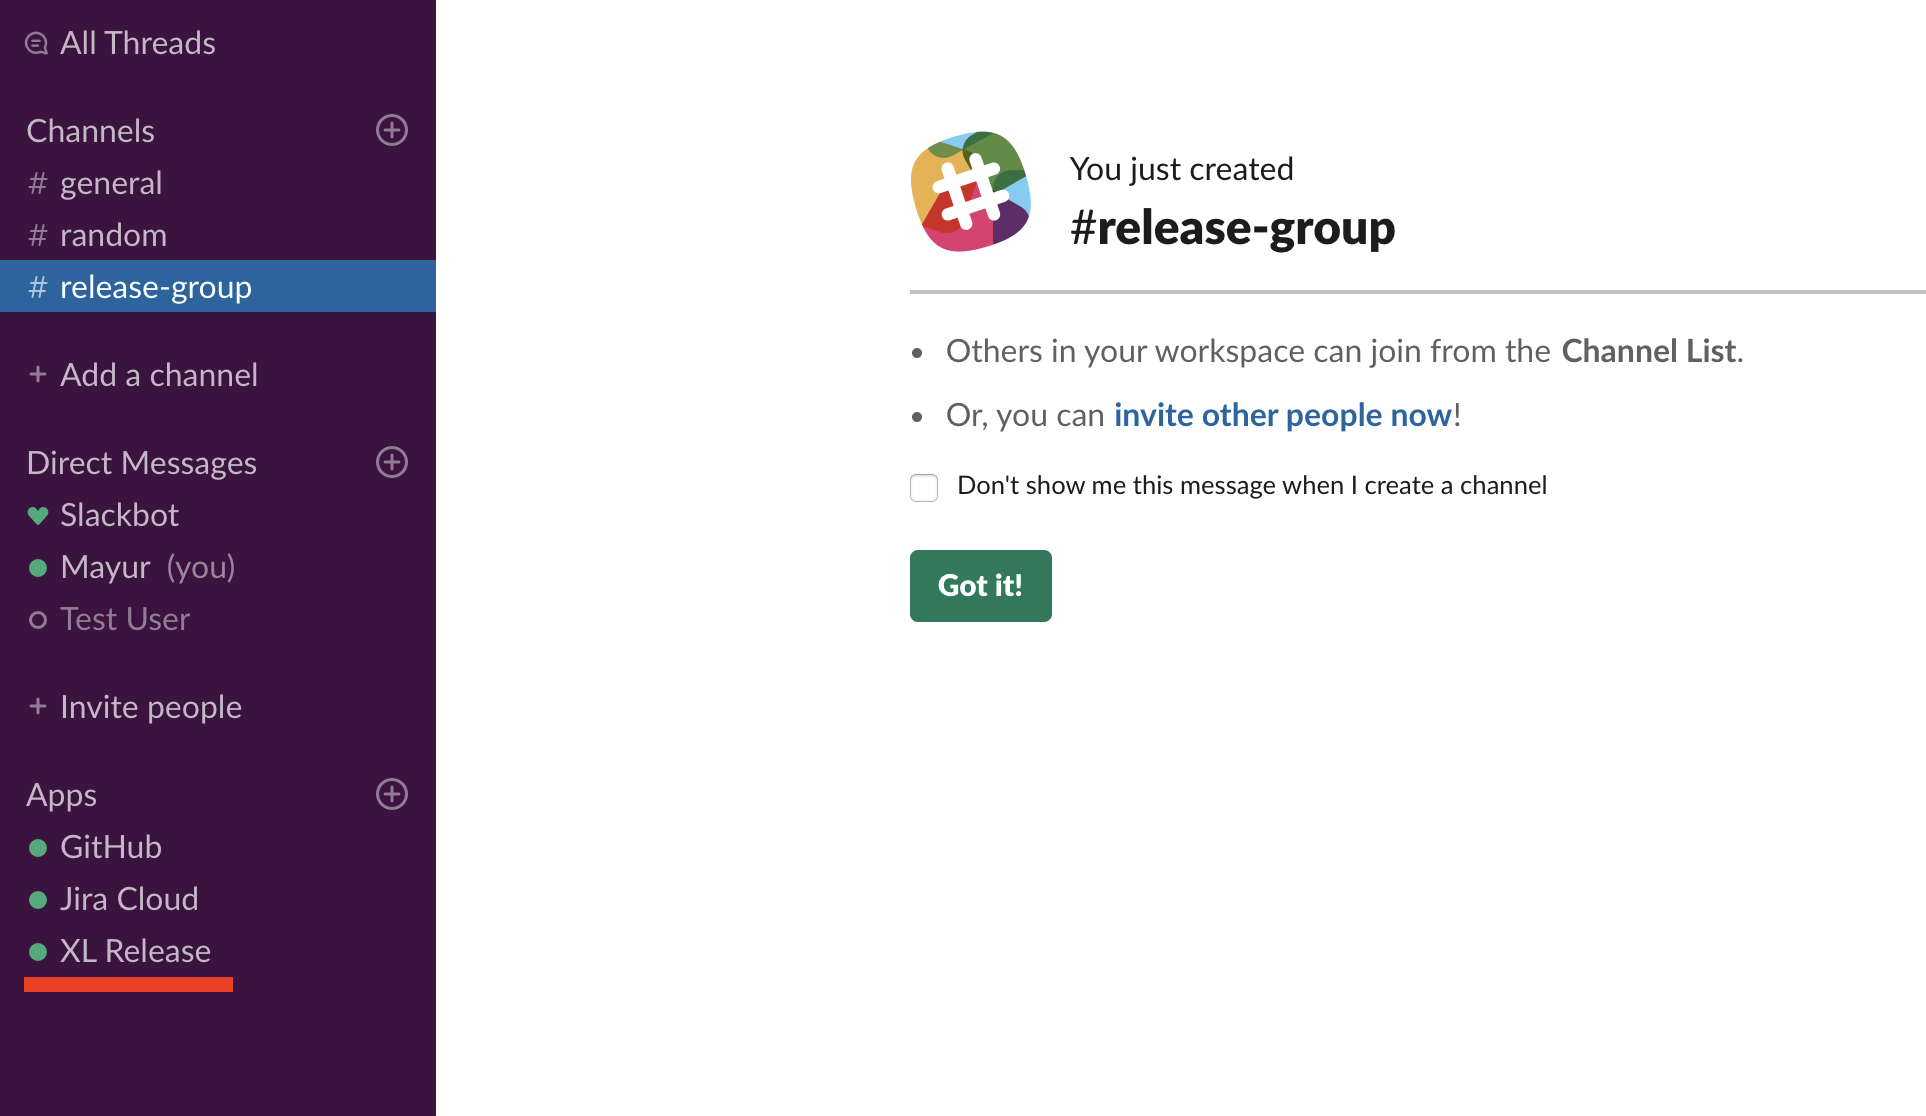 All Threads
Channels
# general
# random
# release-group
+ Add a channel
Direct Messages
Slackbot
Mayur (you)
Test User
+ Invite people
Apps
GitHub
Jira Cloud
XL Release
You just created
#release-group
• Others in your workspace can join from the Channel List.
• Or, you can invite other people now!
Don't show me this message when I create a channel
Got it!